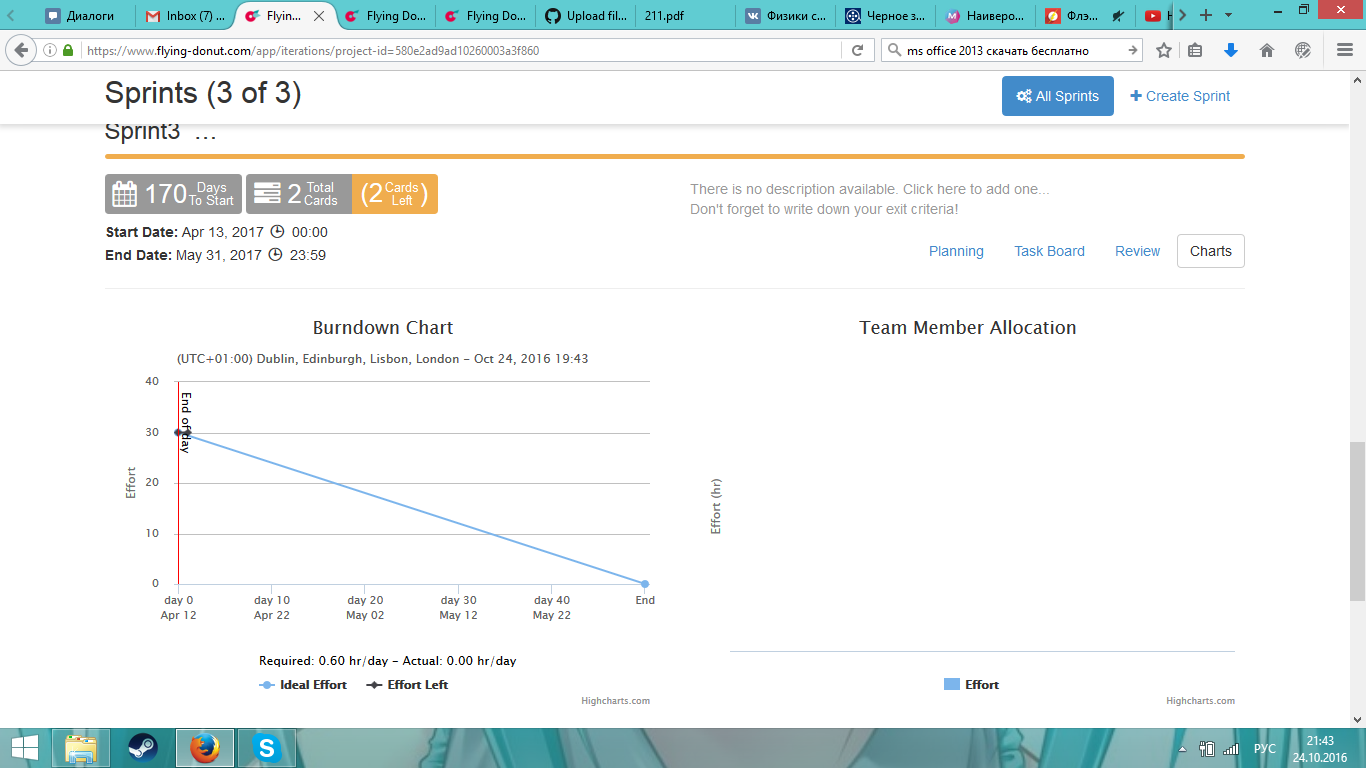 Диалоги
Inbox (7) ...
Flyin...
Flying Do...
Flying Do...
Upload fil...
211.pdf
Физики с...
Черное з...
Наиверо...
Флэ...
https://www.flying-donut.com/app/iterations/project-id=580e2ad9ad10260003a3f860
ms office 2013 скачать бесплатно
Sprints (3 of 3)
All Sprints
Create Sprint
Sprint3 ...
170 Days To Start
2 Total Cards
(2 Cards Left)
There is no description available. Click here to add one...
Don't forget to write down your exit criteria!
Start Date: Apr 13, 2017 00:00
End Date: May 31, 2017 23:59
Planning
Task Board
Review
Charts
Burndown Chart
(UTC+01:00) Dublin, Edinburgh, Lisbon, London - Oct 24, 2016 19:43
Effort
40
30
20
10
0
End of day
day 0
Apr 12
day 10
Apr 22
day 20
May 02
day 30
May 12
day 40
May 22
End
Required: 0.60 hr/day - Actual: 0.00 hr/day
Ideal Effort
Effort Left
Highcharts.com
Team Member Allocation
Effort (hr)
Effort
Highcharts.com
РУС
21:43
24.10.2016